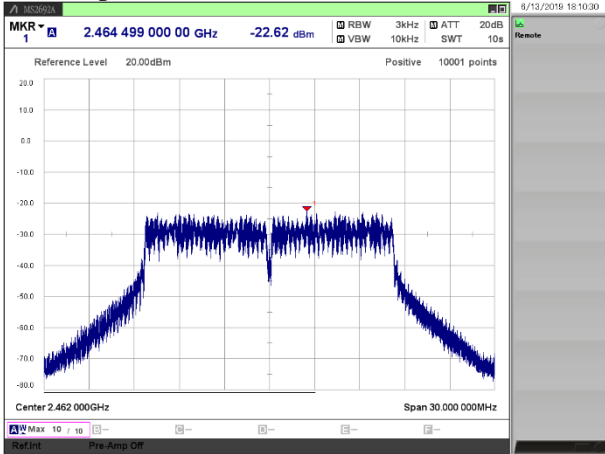 MS2692A
6/13/2019 18:10:30
MKR 1 2.464 499 000 00 GHz -22.62 dBm
RBW 3kHz ATT 20dB
VBW 10kHz SWT 10s
Remote
Reference Level 20.00dBm Positive 10001 points
20.0
10.0
0.0
-10.0
-20.0
-30.0
-40.0
-50.0
-60.0
-70.0
-80.0
Center 2.462 000GHz Span 30.000 000MHz
A Max 10 / 10 B C D E F
Ref.Int Pre-Amp Off